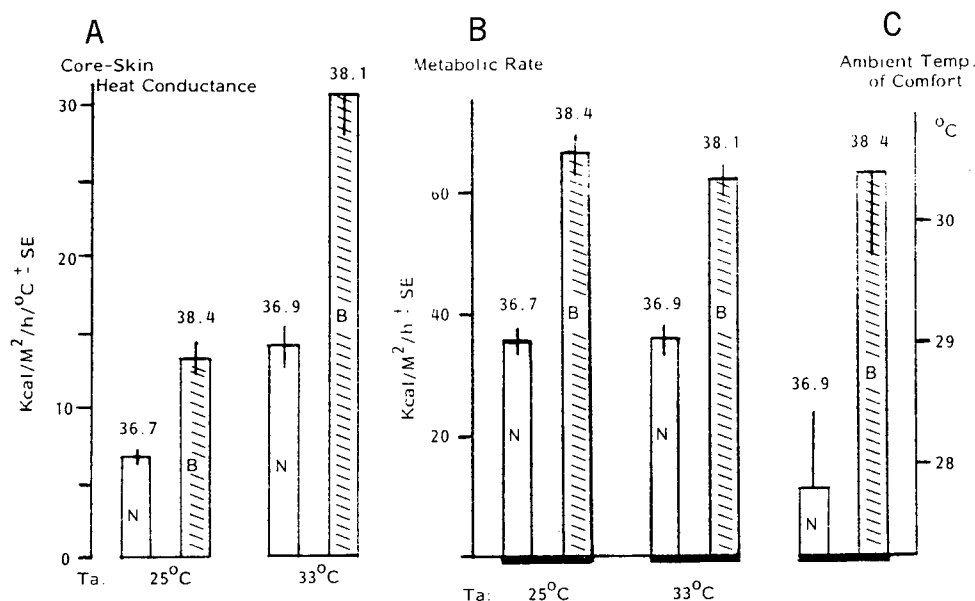 A
Core-Skin
Heat Conductance
Kcal/M²/h/°C ± SE
30
20
10
0
36.7
38.4
36.9
38.1
N
B
N
B
Ta.
25°C
33°C
B
Metabolic Rate
Kcal/M²/h ± SE
60
40
20
36.7
38.4
36.9
38.1
N
B
N
B
Ta:
25°C
33°C
C
Ambient Temp.
of Comfort
°C
30
29
28
36.9
38.4
N
B